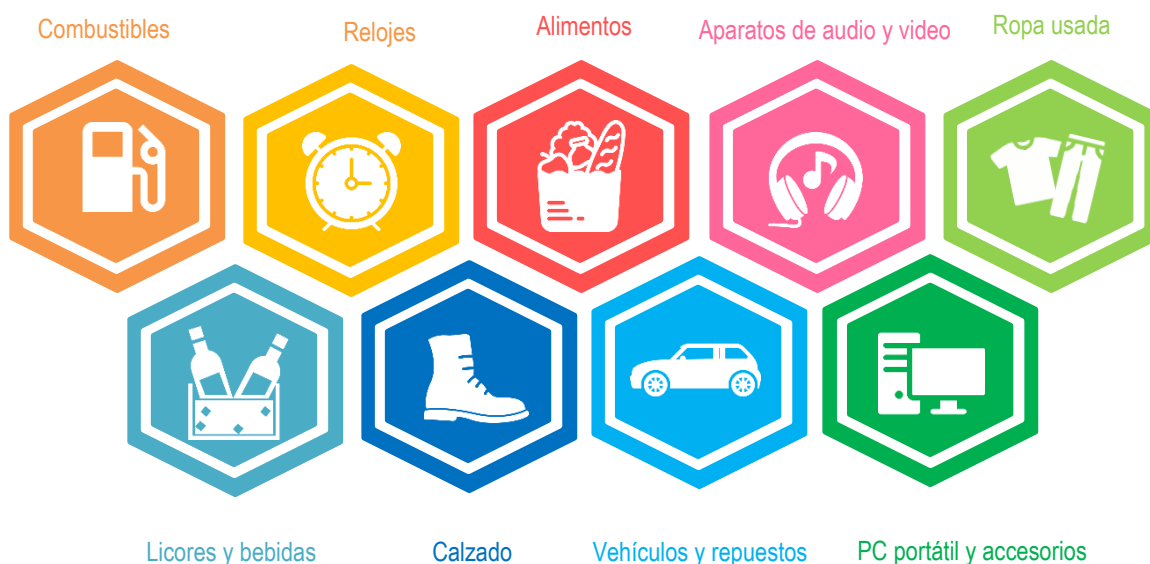 Combustibles
Relojes
Alimentos
Aparatos de audio y video
Ropa usada
Licores y bebidas
Calzado
Vehículos y repuestos
PC portátil y accesorios